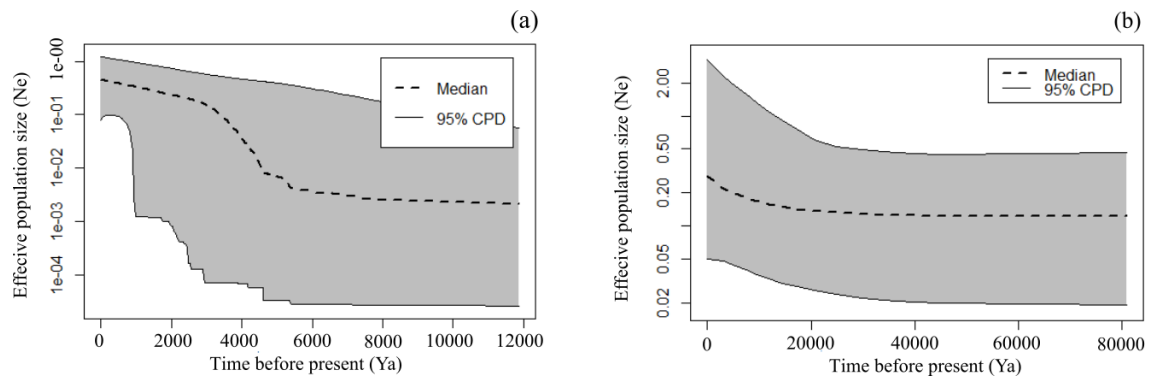 (a)
Effecive population size (Ne)
1e-00
1e-01
1e-02
1e-03
1e-04
Median
95% CPD
0 2000 4000 6000 8000 10000 12000
Time before present (Ya)
(b)
Effecive population size (Ne)
2.00
0.50
0.20
0.05
0.02
Median
95% CPD
0 20000 40000 60000 80000
Time before present (Ya)